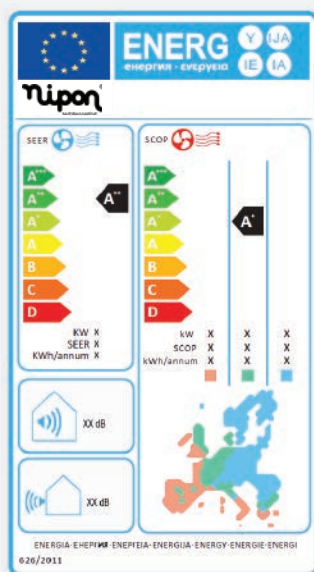 ENERG Y IJA
енергия · ενεργεια IE IA
nipon
SEER
A+++
A++
A+
A
B
C
D
A++
KW X
SEER X
KWh/annum X
SCOP
A+++
A++
A+
A
B
C
D
A+
kW X X X
SCOP X X X
kWh/annum X X X
XX dB
XX dB
ENERGIA·ЕНЕРГИЯ·ΕΝΕΡΓΕΙΑ·ENERGIJA·ENERGY·ENERGIE·ENERGI
626/2011